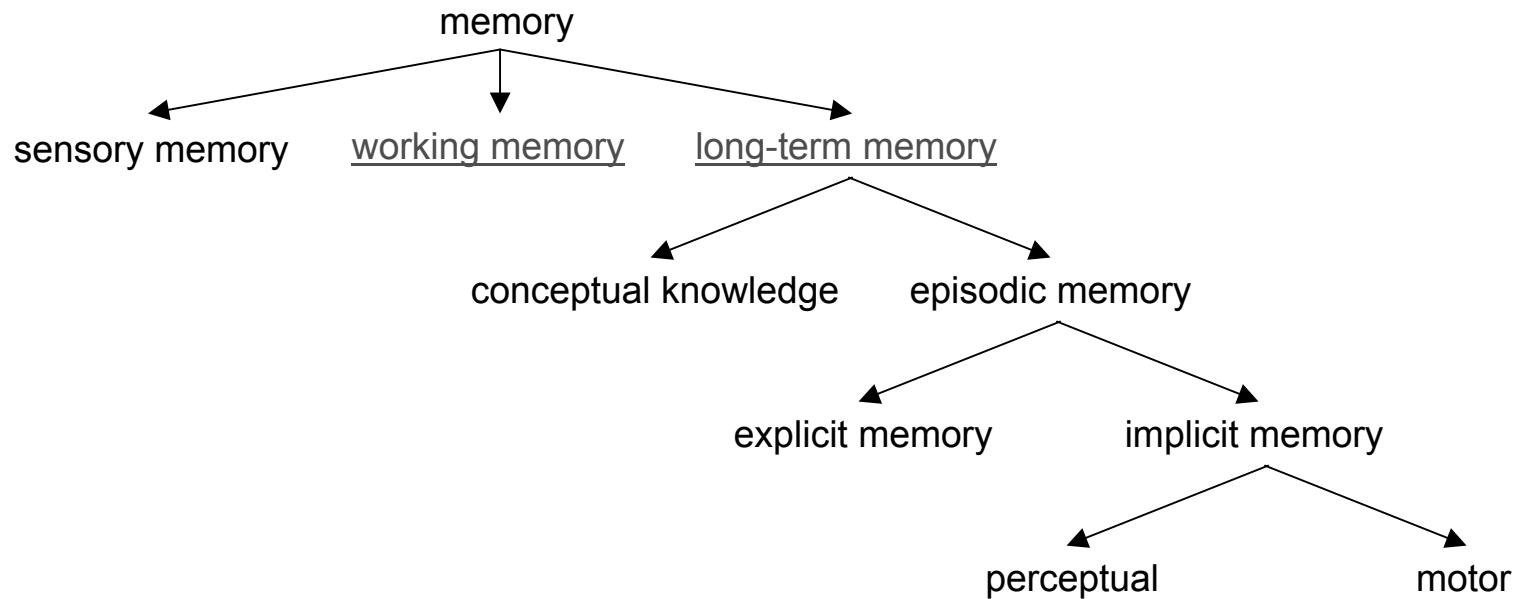 memory
sensory memory working memory long-term memory
conceptual knowledge episodic memory
explicit memory implicit memory
perceptual motor